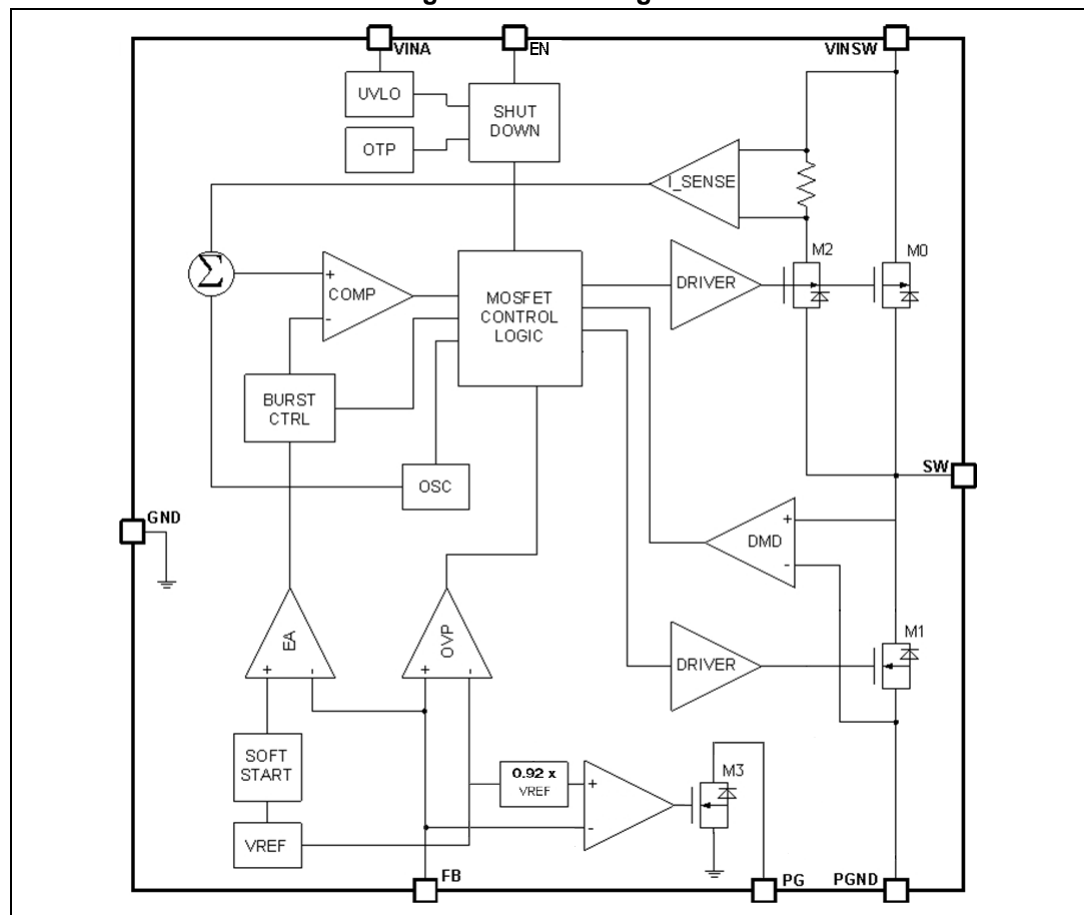 VINA
EN
VINSW
UVLO
SHUT
DOWN
OTP
I_SENSE
M2
M0
Σ
+
COMP
-
MOSFET
CONTROL
LOGIC
DRIVER
BURST
CTRL
OSC
SW
GND
+
DMD
-
EA
+
-
OVP
+
-
DRIVER
M1
SOFT
START
0.92 x
VREF
+
-
M3
VREF
FB
PG
PGND